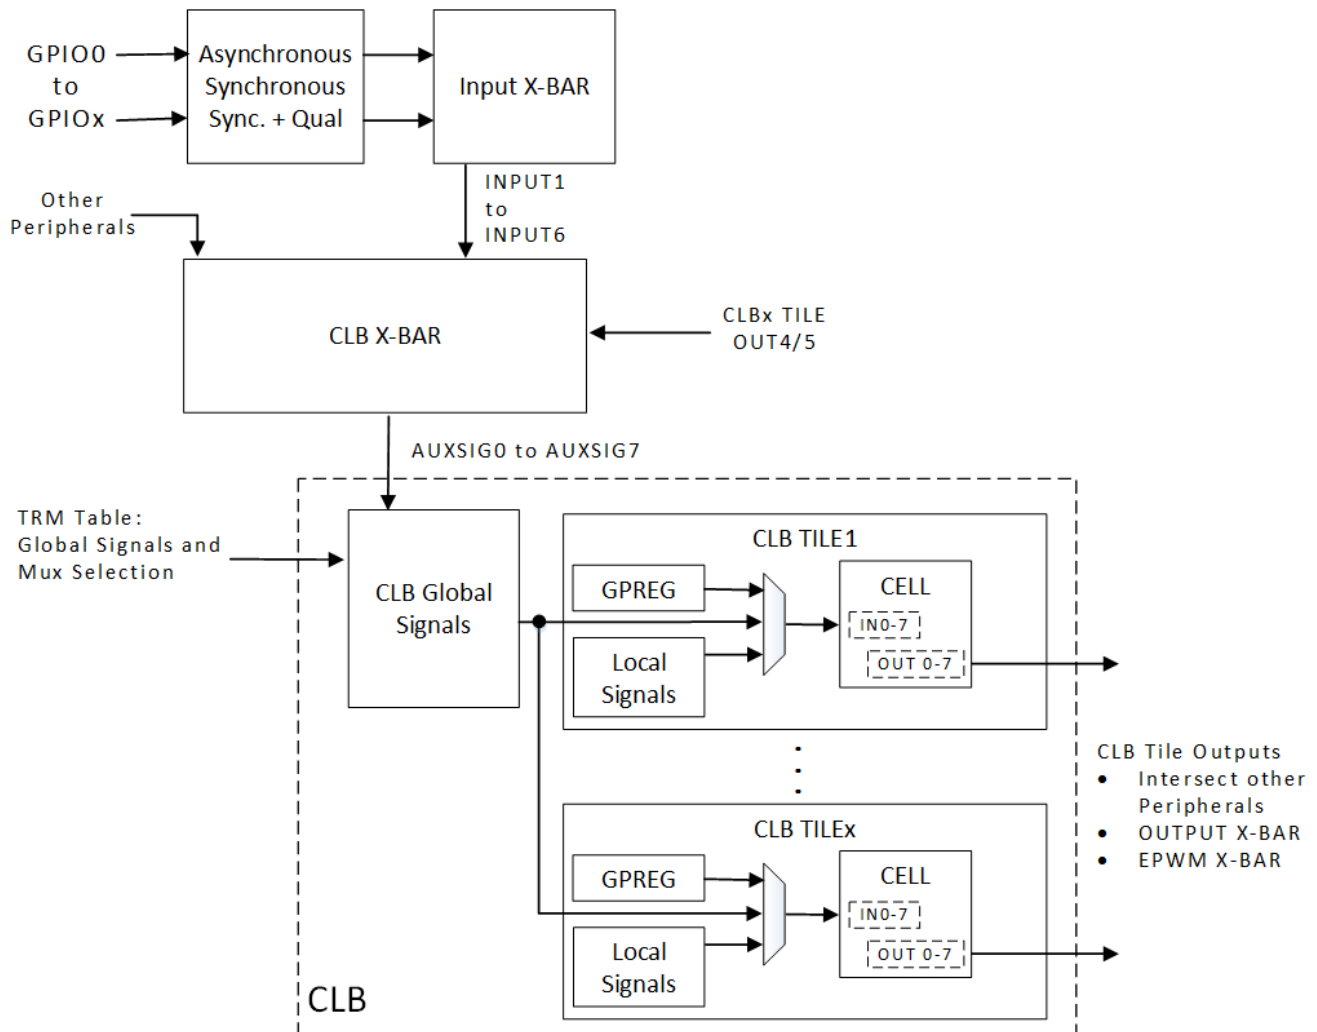 GPIO0
to
GPIOx
Asynchronous
Synchronous
Sync. + Qual
Input X-BAR
Other
Peripherals
INPUT1
to
INPUT6
CLB X-BAR
CLBx TILE
OUT4/5
AUXSIG0 to AUXSIG7
TRM Table:
Global Signals and
Mux Selection
CLB Global
Signals
CLB TILE1
GPREG
Local
Signals
CELL
IN0-7
OUT 0-7
CLB TILEx
GPREG
Local
Signals
CELL
IN0-7
OUT 0-7
CLB Tile Outputs
• Intersect other
Peripherals
• OUTPUT X-BAR
• EPWM X-BAR
CLB